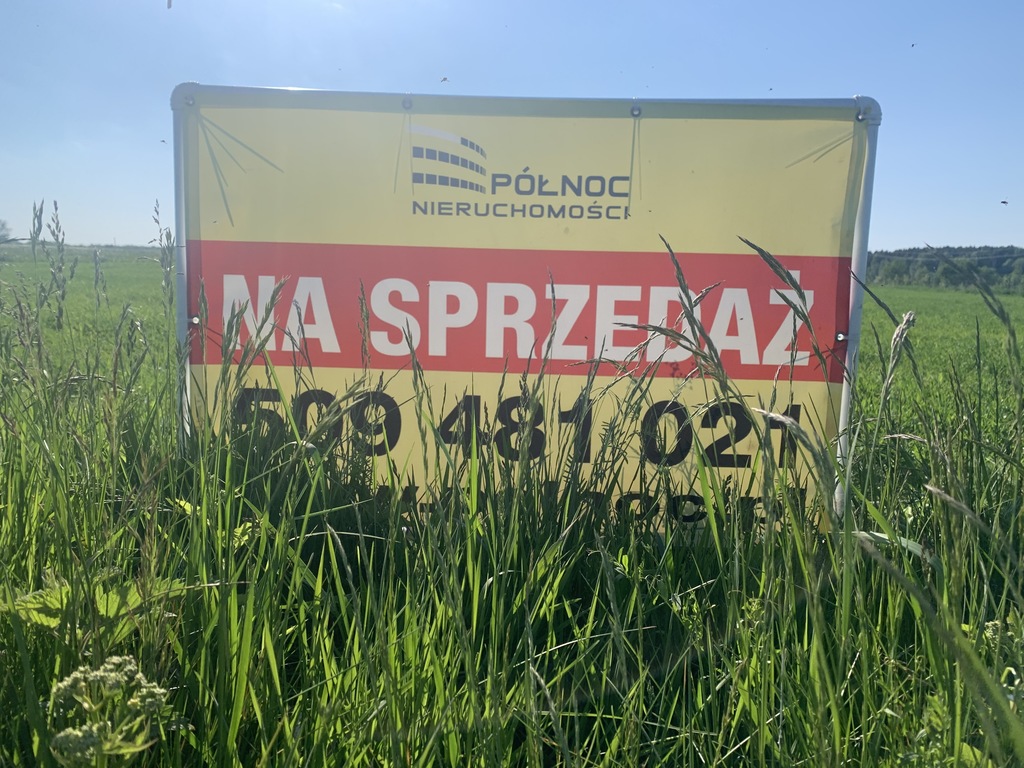 PÓŁNOC
NIERUCHOMOŚCI
NA SPRZEDAŻ
509 481 021